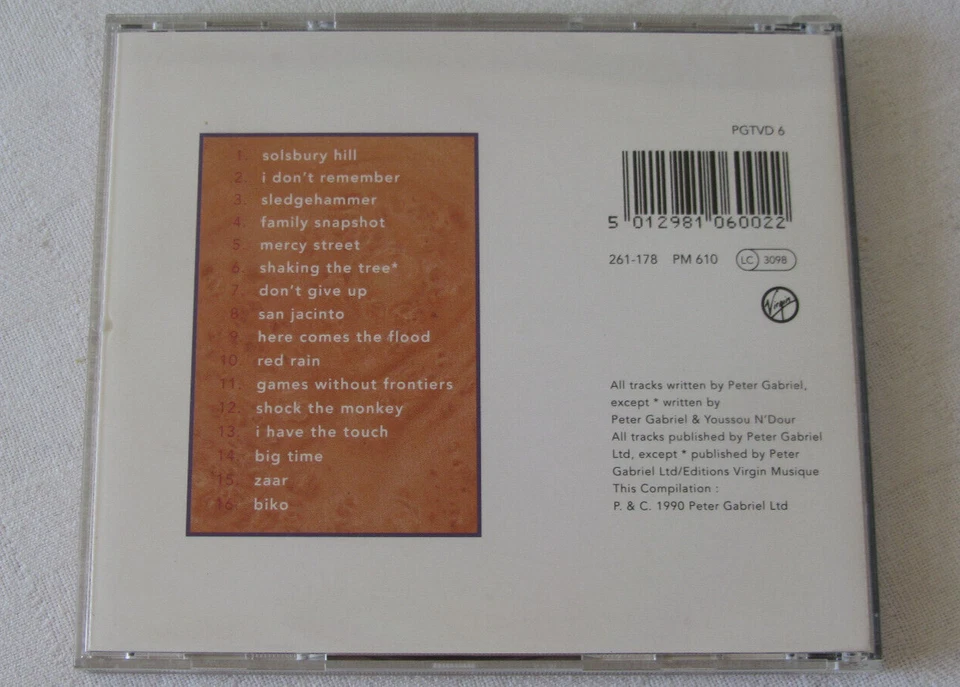 1. solsbury hill
2. i don't remember
3. sledgehammer
4. family snapshot
5. mercy street
6. shaking the tree*
7. don't give up
8. san jacinto
9. here comes the flood
10. red rain
11. games without frontiers
12. shock the monkey
13. i have the touch
14. big time
15. zaar
16. biko
PGTVD 6
5 012981 060022
261-178 PM 610 LC 3098
Virgin
All tracks written by Peter Gabriel,
except * written by
Peter Gabriel & Youssou N'Dour
All tracks published by Peter Gabriel
Ltd, except * published by Peter
Gabriel Ltd/Editions Virgin Musique
This Compilation :
P. & C. 1990 Peter Gabriel Ltd